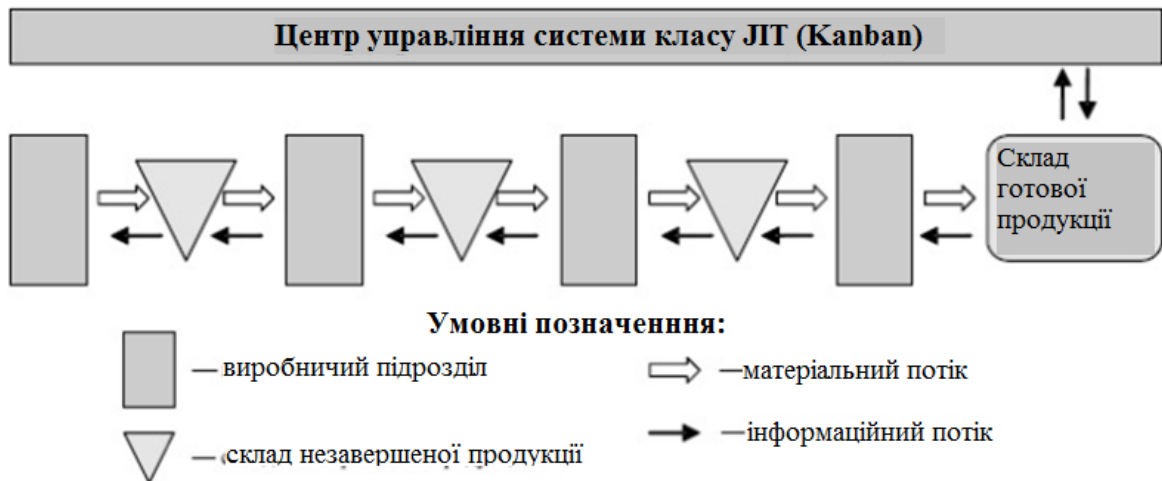 Центр управління системи класу ЛТ (Kanban)
Склад
готової
продукції
Умовні позначенння:
—виробничий підрозділ
—матеріальний потік
—склад незавершеної продукції
—інформаційний потік